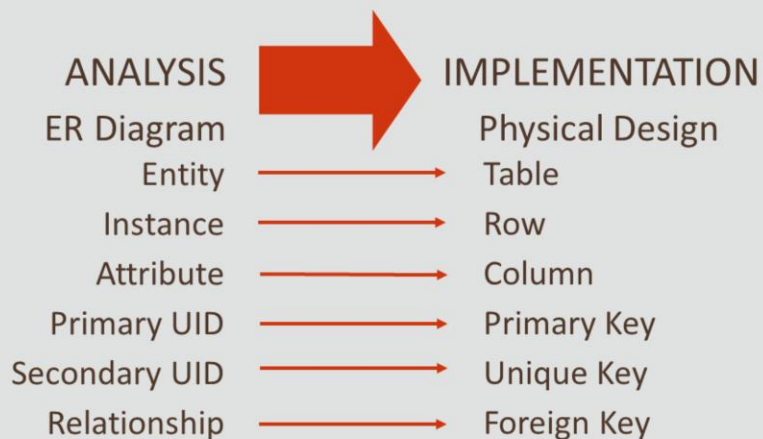 ANALYSIS IMPLEMENTATION
ER Diagram Physical Design
Entity Table
Instance Row
Attribute Column
Primary UID Primary Key
Secondary UID Unique Key
Relationship Foreign Key